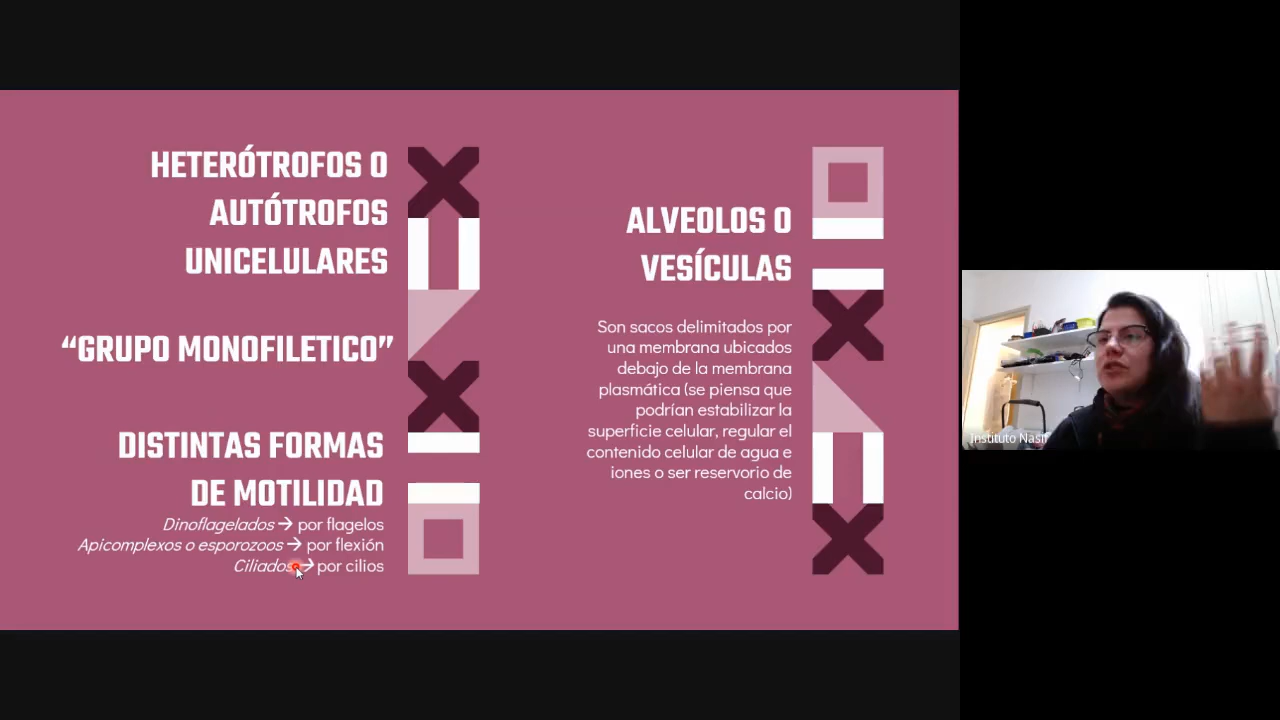 HETERÓTROFOS O
AUTÓTROFOS
UNICELULARES
“GRUPO MONOFILETICO”
DISTINTAS FORMAS
DE MOTILIDAD
Dinoflagelados → por flagelos
Apicomplexos o esporozoos → por flexión
Ciliados → por cilios
ALVEOLOS O
VESÍCULAS
Son sacos delimitados por
una membrana ubicados
debajo de la membrana
plasmática (se piensa que
podrían estabilizar la
superficie celular, regular el
contenido celular de agua e
iones o ser reservorio de
calcio)
Instituto Nasif